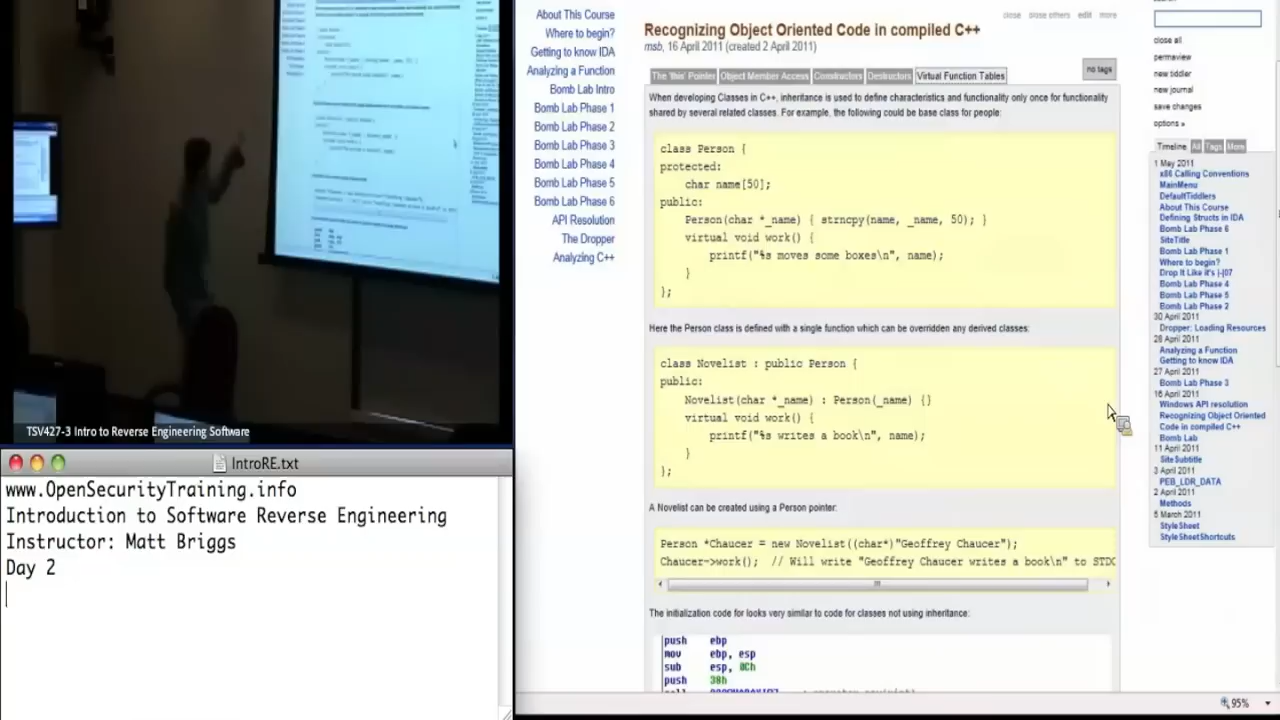 TSV427-3 Intro to Reverse Engineering Software
IntroRE.txt
www.OpenSecurityTraining.info
Introduction to Software Reverse Engineering
Instructor: Matt Briggs
Day 2
About This Course
Where to begin?
Getting to know IDA
Analyzing a Function
Bomb Lab Intro
Bomb Lab Phase 1
Bomb Lab Phase 2
Bomb Lab Phase 3
Bomb Lab Phase 4
Bomb Lab Phase 5
Bomb Lab Phase 6
API Resolution
The Dropper
Analyzing C++
close close others edit more
Recognizing Object Oriented Code in compiled C++
msb, 16 April 2011 (created 2 April 2011)
no tags
The 'this' Pointer Object Member Access Constructors Destructors Virtual Function Tables
When developing Classes in C++, inheritance is used to define characteristics and functionality only once for functionality
shared by several related classes. For example, the following could be base class for people:
class Person {
protected:
char name[50];
public:
Person(char *_name) { strncpy(name, _name, 50); }
virtual void work() {
printf("%s moves some boxes\n", name);
}
};
Here the Person class is defined with a single function which can be overridden any derived classes:
class Novelist : public Person {
public:
Novelist(char *_name) : Person(_name) {}
virtual void work() {
printf("%s writes a book\n", name);
}
};
A Novelist can be created using a Person pointer:
Person *Chaucer = new Novelist((char*)"Geoffrey Chaucer");
Chaucer->work(); // Will write "Geoffrey Chaucer writes a book\n" to STDO
The initialization code for looks very similar to code for classes not using inheritance:
push ebp
mov ebp, esp
sub esp, 0Ch
push 38h
close all
permaview
new tiddler
new journal
save changes
options »
Timeline All Tags More
1 May 2011
x86 Calling Conventions
MainMenu
DefaultTiddlers
About This Course
Defining Structs in IDA
Bomb Lab Phase 6
SiteTitle
Bomb Lab Phase 1
Where to begin?
Drop It Like it's |-|07
Bomb Lab Phase 4
Bomb Lab Phase 5
Bomb Lab Phase 2
30 April 2011
Dropper: Loading Resources
28 April 2011
Analyzing a Function
Getting to know IDA
27 April 2011
Bomb Lab Phase 3
16 April 2011
Windows API resolution
Recognizing Object Oriented
Code in compiled C++
Bomb Lab
11 April 2011
SiteSubtitle
3 April 2011
PEB_LDR_DATA
2 April 2011
Methods
5 March 2011
StyleSheet
StyleSheetShortcuts
95%